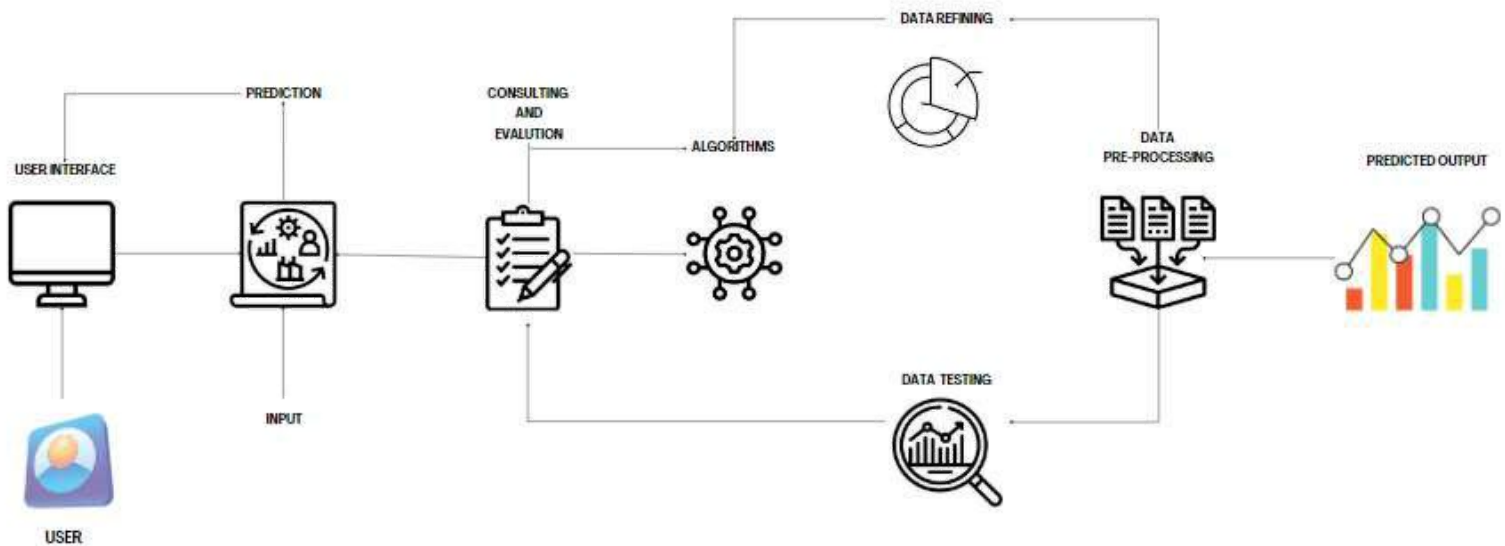 DATA REFINING
PREDICTION
CONSULTING
AND
EVALUTION
ALGORITHMS
DATA
PRE-PROCESSING
PREDICTED OUTPUT
USER INTERFACE
DATA TESTING
INPUT
USER